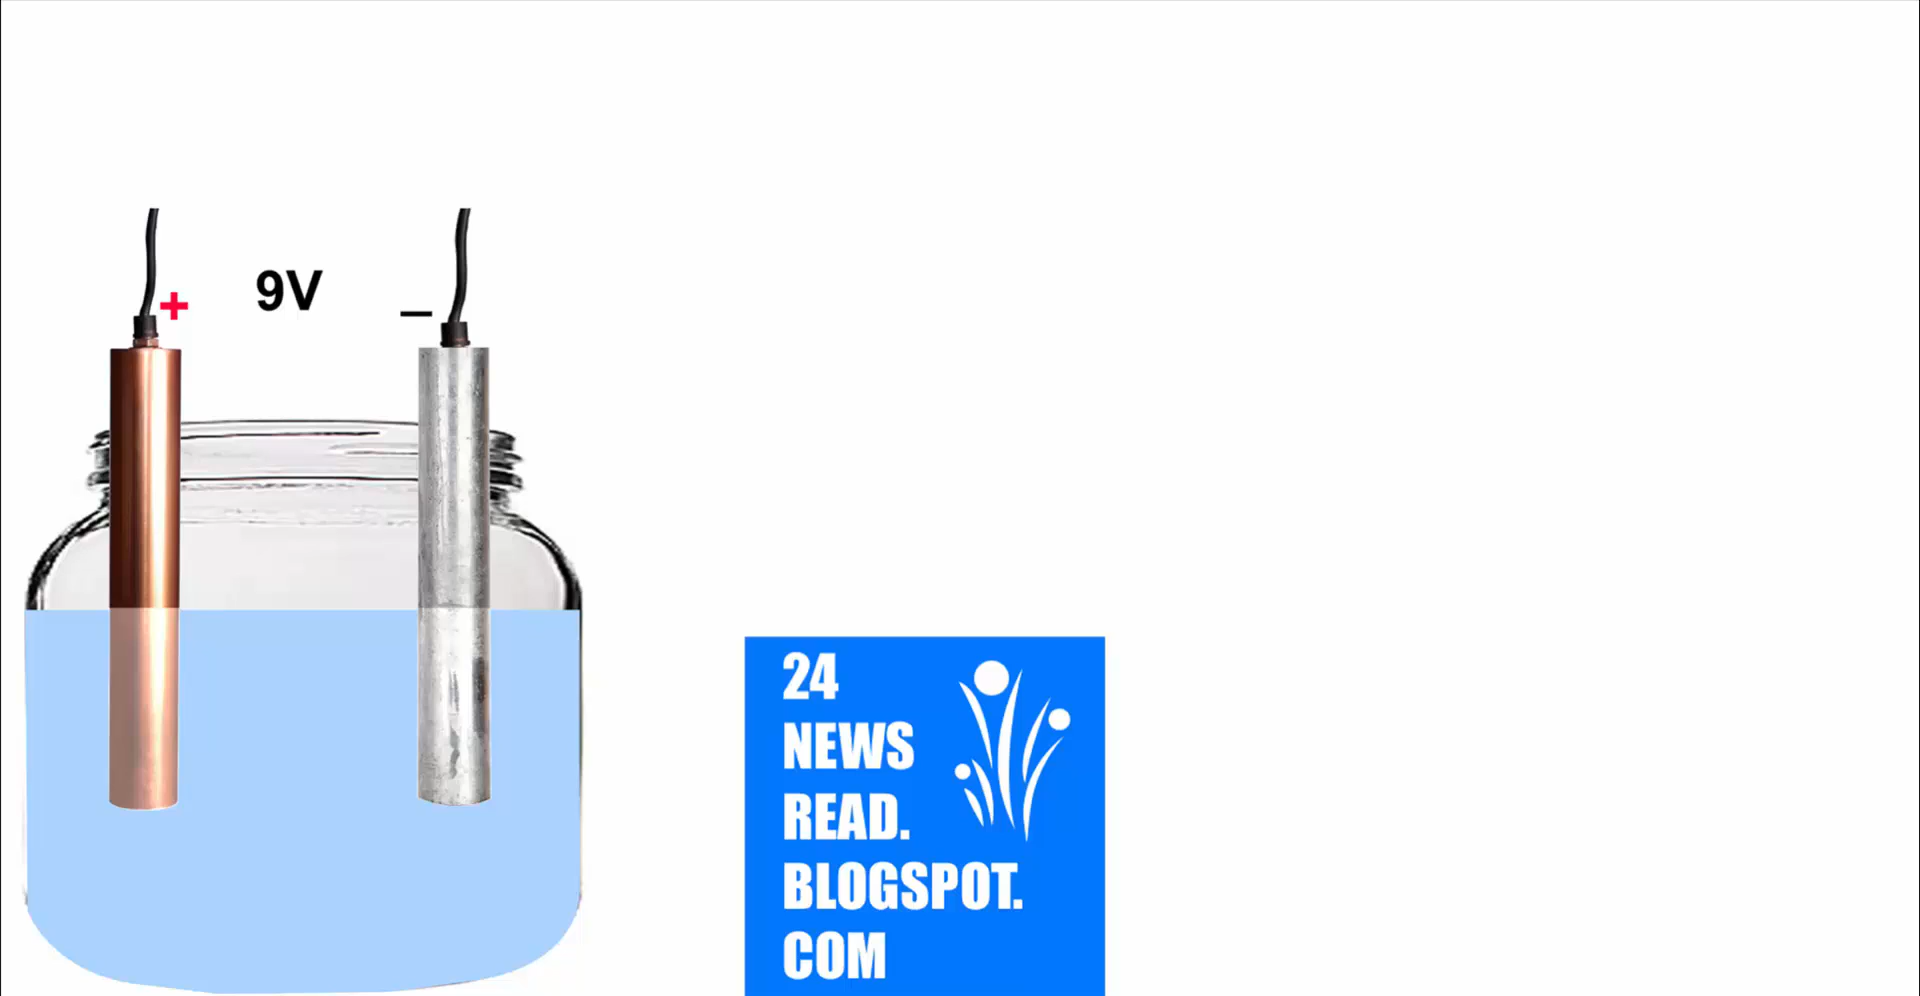 + 9V –
24
NEWS
READ.
BLOGSPOT.
COM